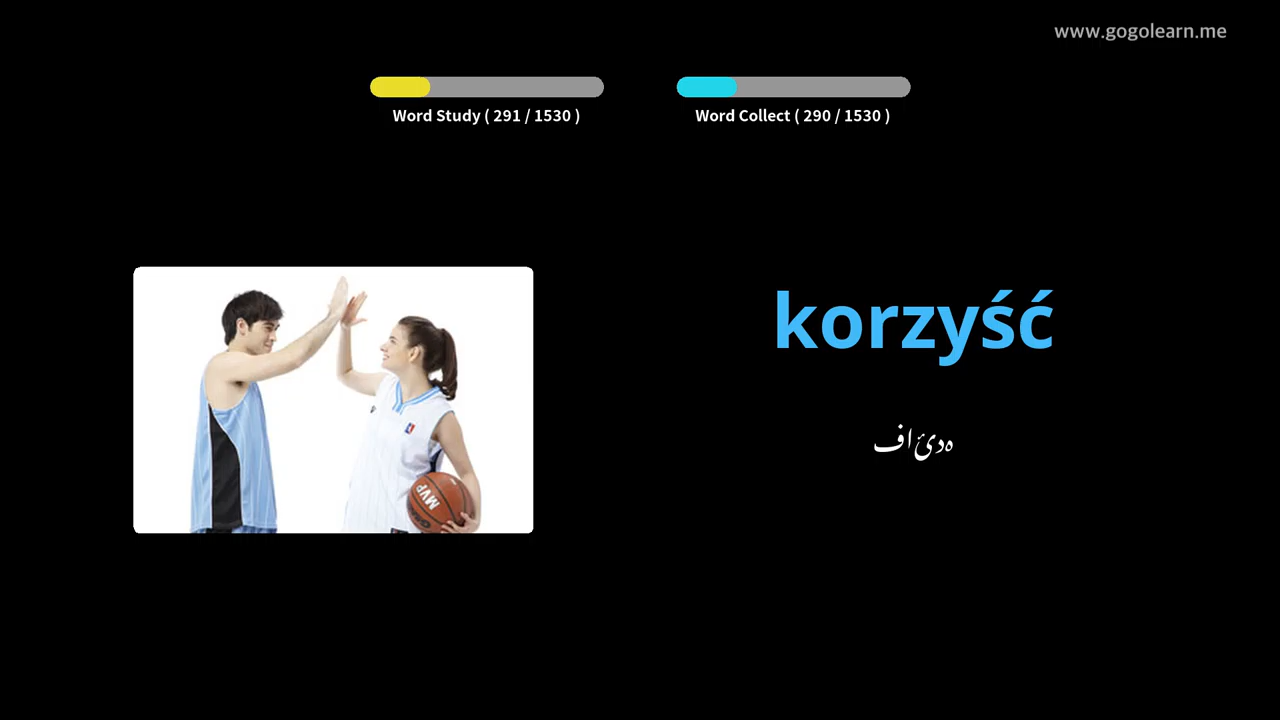 www.gogolearn.me
Word Study ( 291 / 1530 )
Word Collect ( 290 / 1530 )
korzyść
فائدہ
MVP